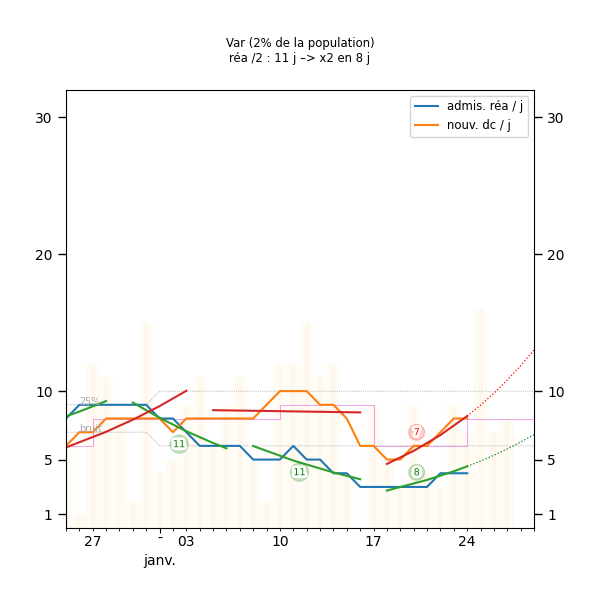 Var (2% de la population)
réa /2 : 11 j –> x2 en 8 j
admis. réa / j
nouv. dc / j
30 30
20 20
10 10
25%
brut
7
11
11 8
5 5
1 1
27 - 03 10 17 24
janv.